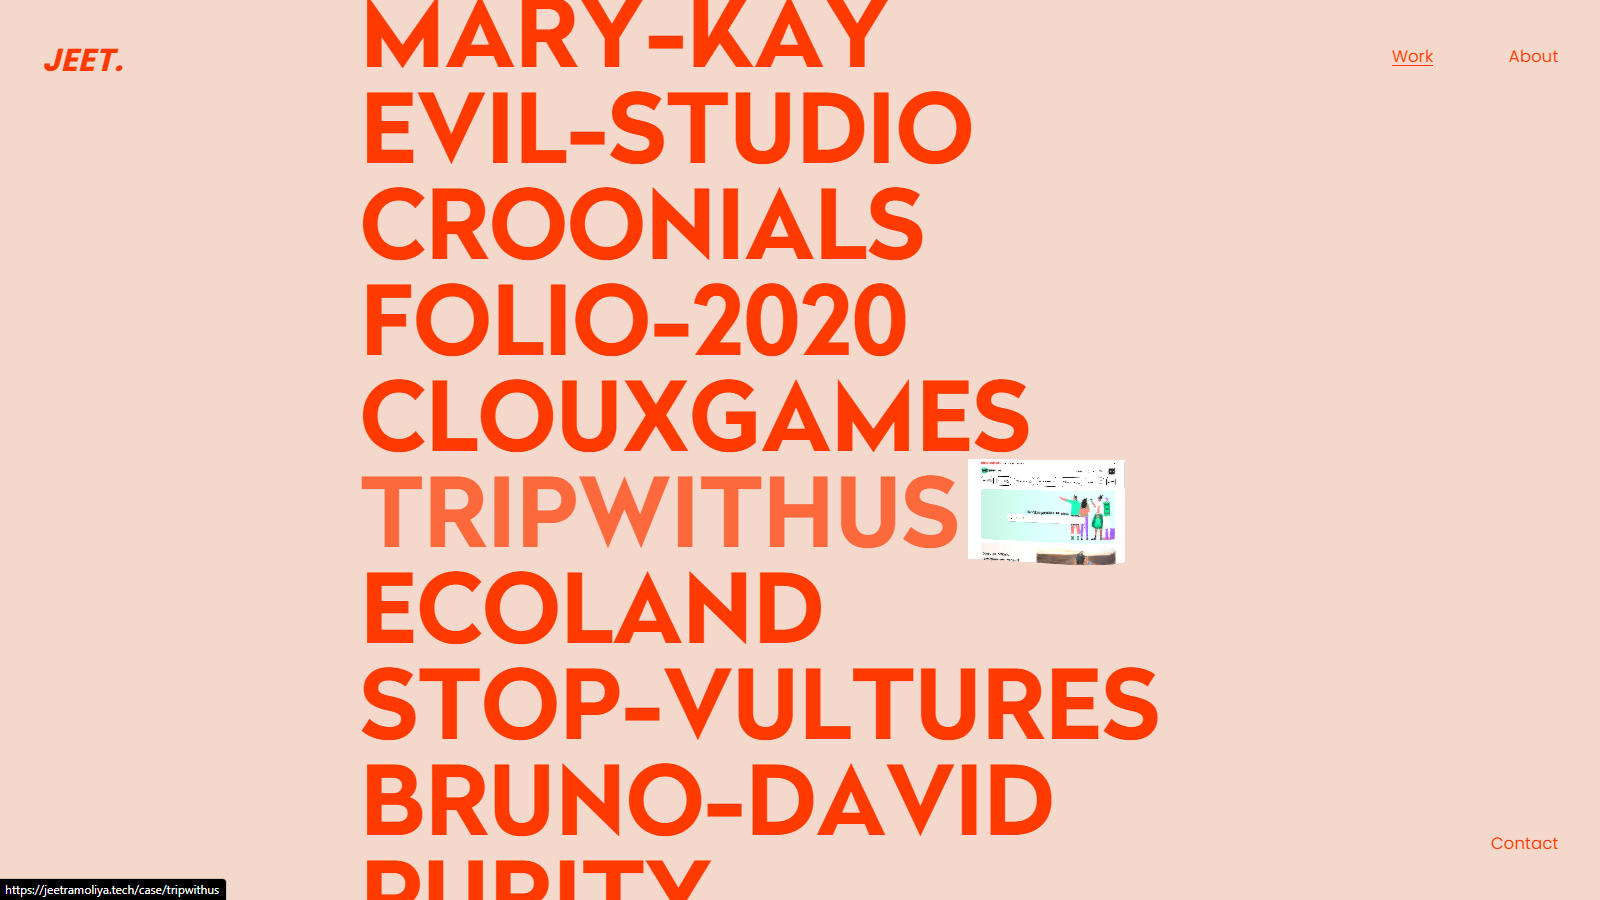 MARY-KAY
JEET.
Work
About
EVIL-STUDIO
CROONIALS
FOLIO-2020
CLOUXGAMES
TRIPWITHUS
ECOLAND
STOP-VULTURES
BRUNO-DAVID
PURITY
Contact
https://jeetramoliya.tech/case/tripwithus